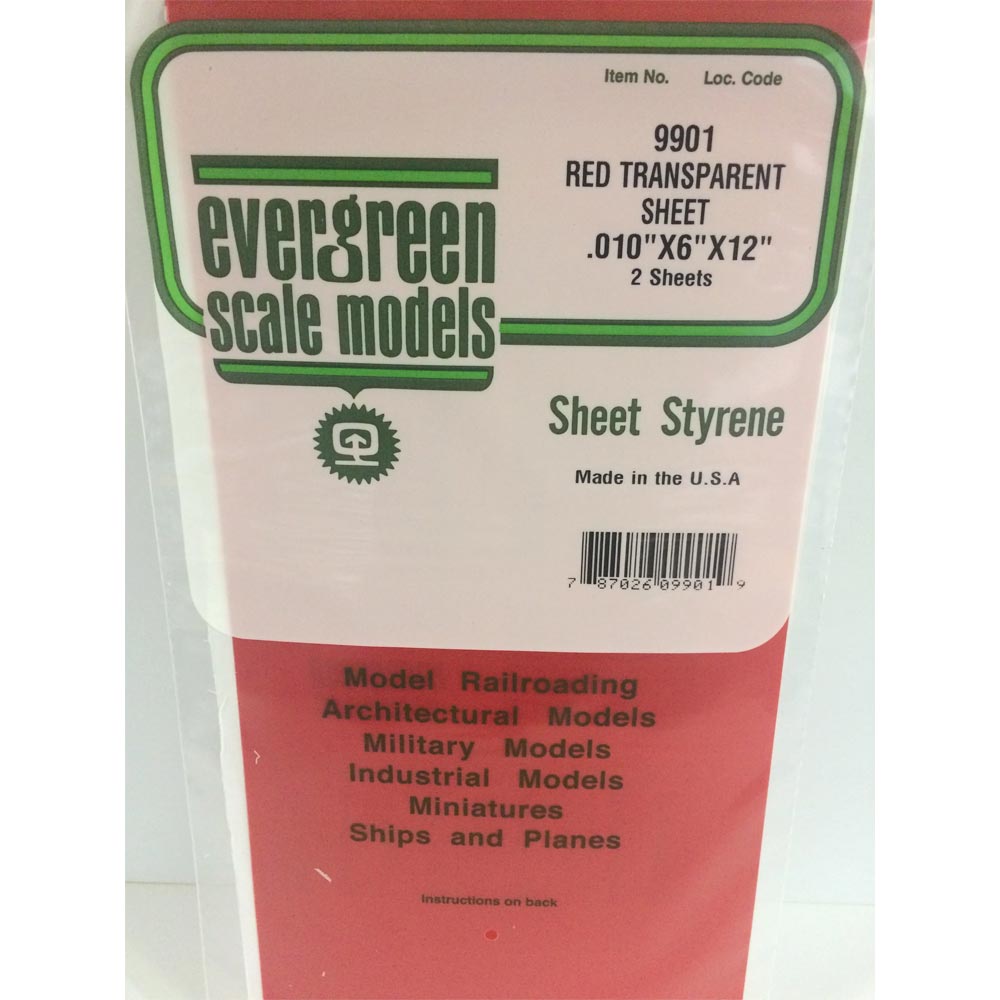 Item No. Loc. Code
9901
RED TRANSPARENT
SHEET
.010"X6"X12"
2 Sheets
evergreen
scale models
Sheet Styrene
Made in the U.S.A
7 87026 09901 9
Model Railroading
Architectural Models
Military Models
Industrial Models
Miniatures
Ships and Planes
Instructions on back